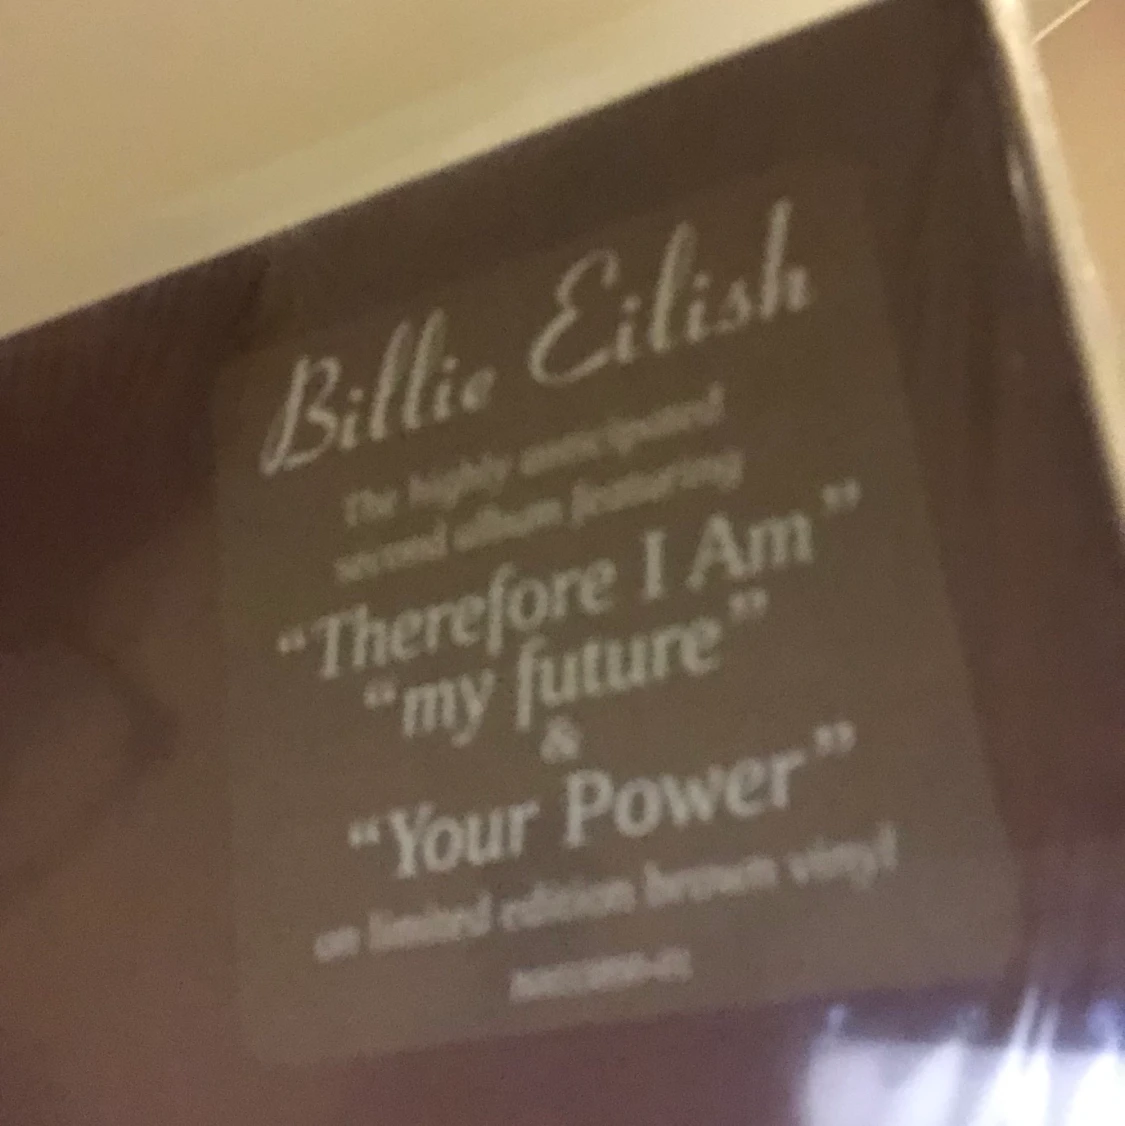 Billie Eilish
The highly anticipated
second album featuring
“Therefore I Am”
“my future”
&
“Your Power”
on limited edition brown vinyl